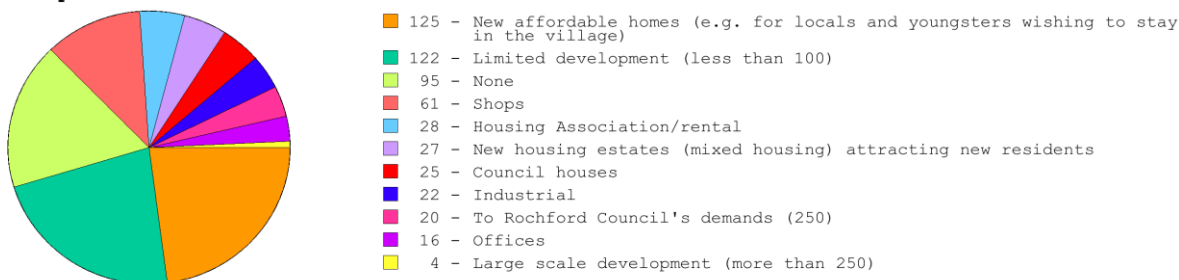 125 - New affordable homes (e.g. for locals and youngsters wishing to stay
in the village)
122 - Limited development (less than 100)
95 - None
61 - Shops
28 - Housing Association/rental
27 - New housing estates (mixed housing) attracting new residents
25 - Council houses
22 - Industrial
20 - To Rochford Council's demands (250)
16 - Offices
4 - Large scale development (more than 250)